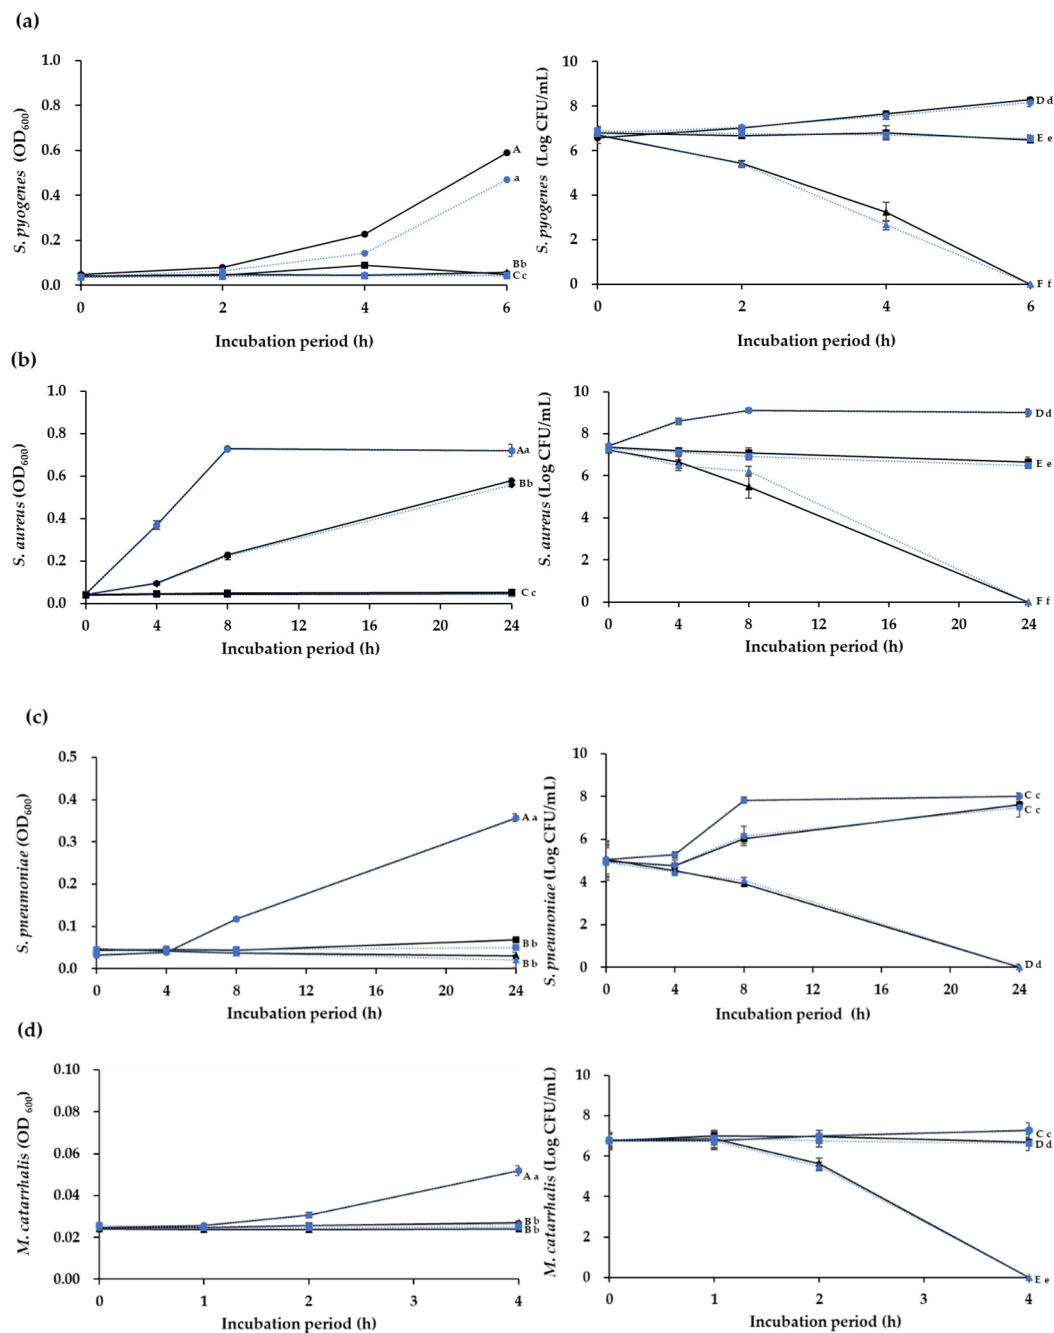 (a)
1.0
0.8
0.6
0.4
0.2
0.0
S. pyogenes (OD600)
A
a
Bb
Cc
0 2 4 6
Incubation period (h)
10
8
6
4
2
0
S. pyogenes (Log CFU/mL)
D d
E e
F f
0 1 2 3 4 5 6
Incubation period (h)
(b)
1.0
0.8
0.6
0.4
0.2
0.0
S. aureus (OD600)
Aa
Bb
C c
0 4 8 12 16 20 24
Incubation period (h)
10
8
6
4
2
0
S. aureus (Log CFU/mL)
D d
E e
F f
0 4 8 12 16 20 24
Incubation period (h)
(c)
0.5
0.4
0.3
0.2
0.1
0.0
S. pneumoniae (OD600)
A a
B b
B b
0 4 8 12 16 20 24
Incubation period (h)
10
8
6
4
2
0
S. pneumoniae (Log CFU/mL)
C c
C c
D d
0 4 8 12 16 20 24
Incubation period (h)
(d)
0.10
0.08
0.06
0.04
0.02
0.00
M. catarrhalis (OD 600)
A a
B b
B b
0 1 2 3 4
Incubation period (h)
10
8
6
4
2
0
M. catarrhalis (Log CFU/mL)
C c
D d
E e
0 1 2 3 4
Incubation period (h)